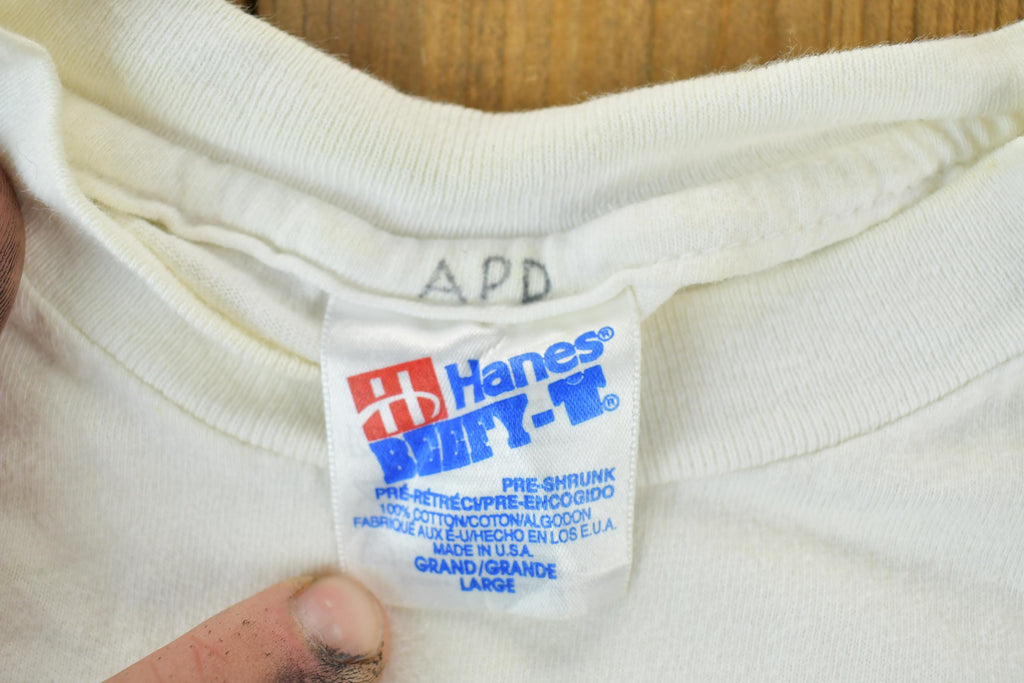 APD
H Hanes®
BEEFY-T®
PRE-SHRUNK
PRÉ-RÉTRÉCI/PRE-ENCOGIDO
100% COTTON/COTON/ALGODON
FABRIQUÉ AUX É-U/HECHO EN LOS E.U.A.
MADE IN U.S.A.
GRAND/GRANDE
LARGE